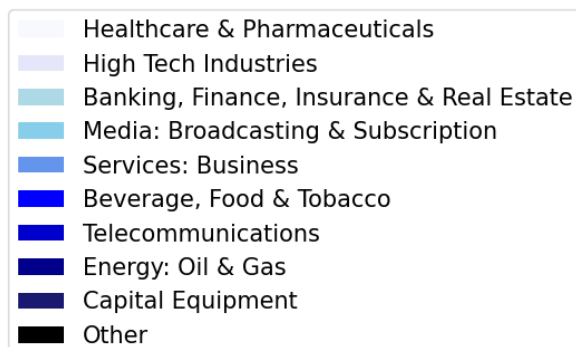 Healthcare & Pharmaceuticals
High Tech Industries
Banking, Finance, Insurance & Real Estate
Media: Broadcasting & Subscription
Services: Business
Beverage, Food & Tobacco
Telecommunications
Energy: Oil & Gas
Capital Equipment
Other